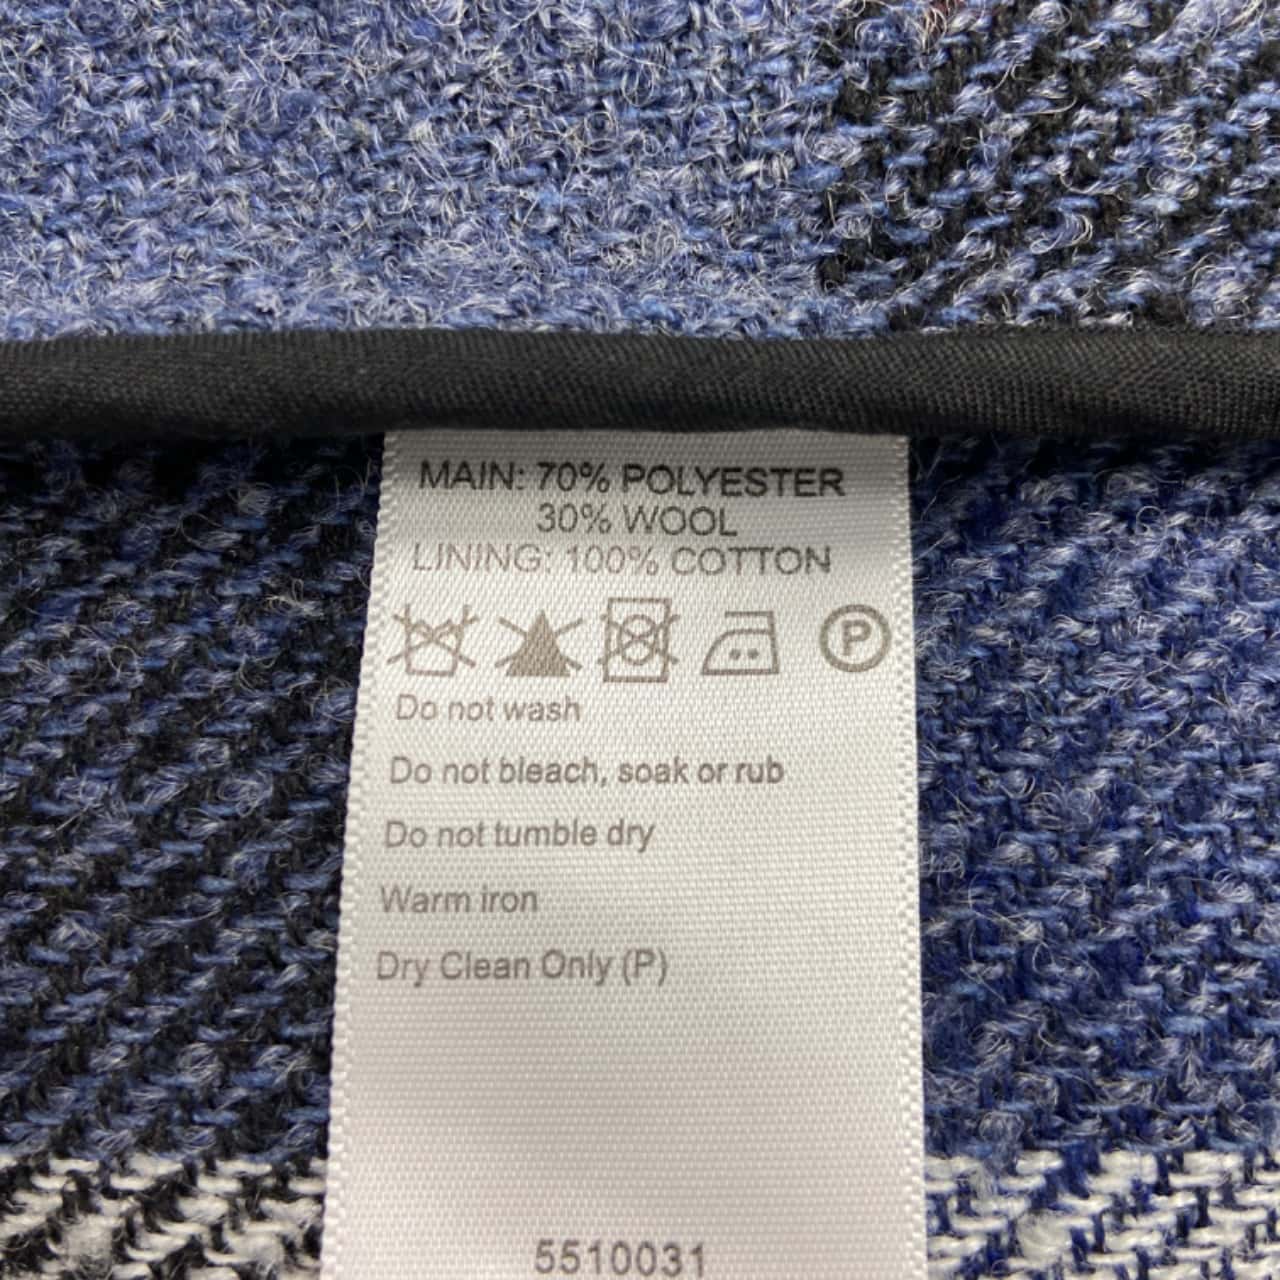 MAIN: 70% POLYESTER
30% WOOL
LINING: 100% COTTON
P
Do not wash
Do not bleach, soak or rub
Do not tumble dry
Warm iron
Dry Clean Only (P)
5510031